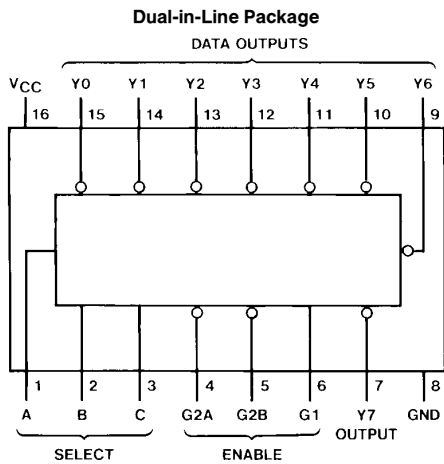 Dual-in-Line Package
DATA OUTPUTS
VCC Y0 Y1 Y2 Y3 Y4 Y5 Y6
16 15 14 13 12 11 10 9
1 2 3 4 5 6 7 8
A B C G2A G2B G1 Y7 GND
OUTPUT
SELECT ENABLE